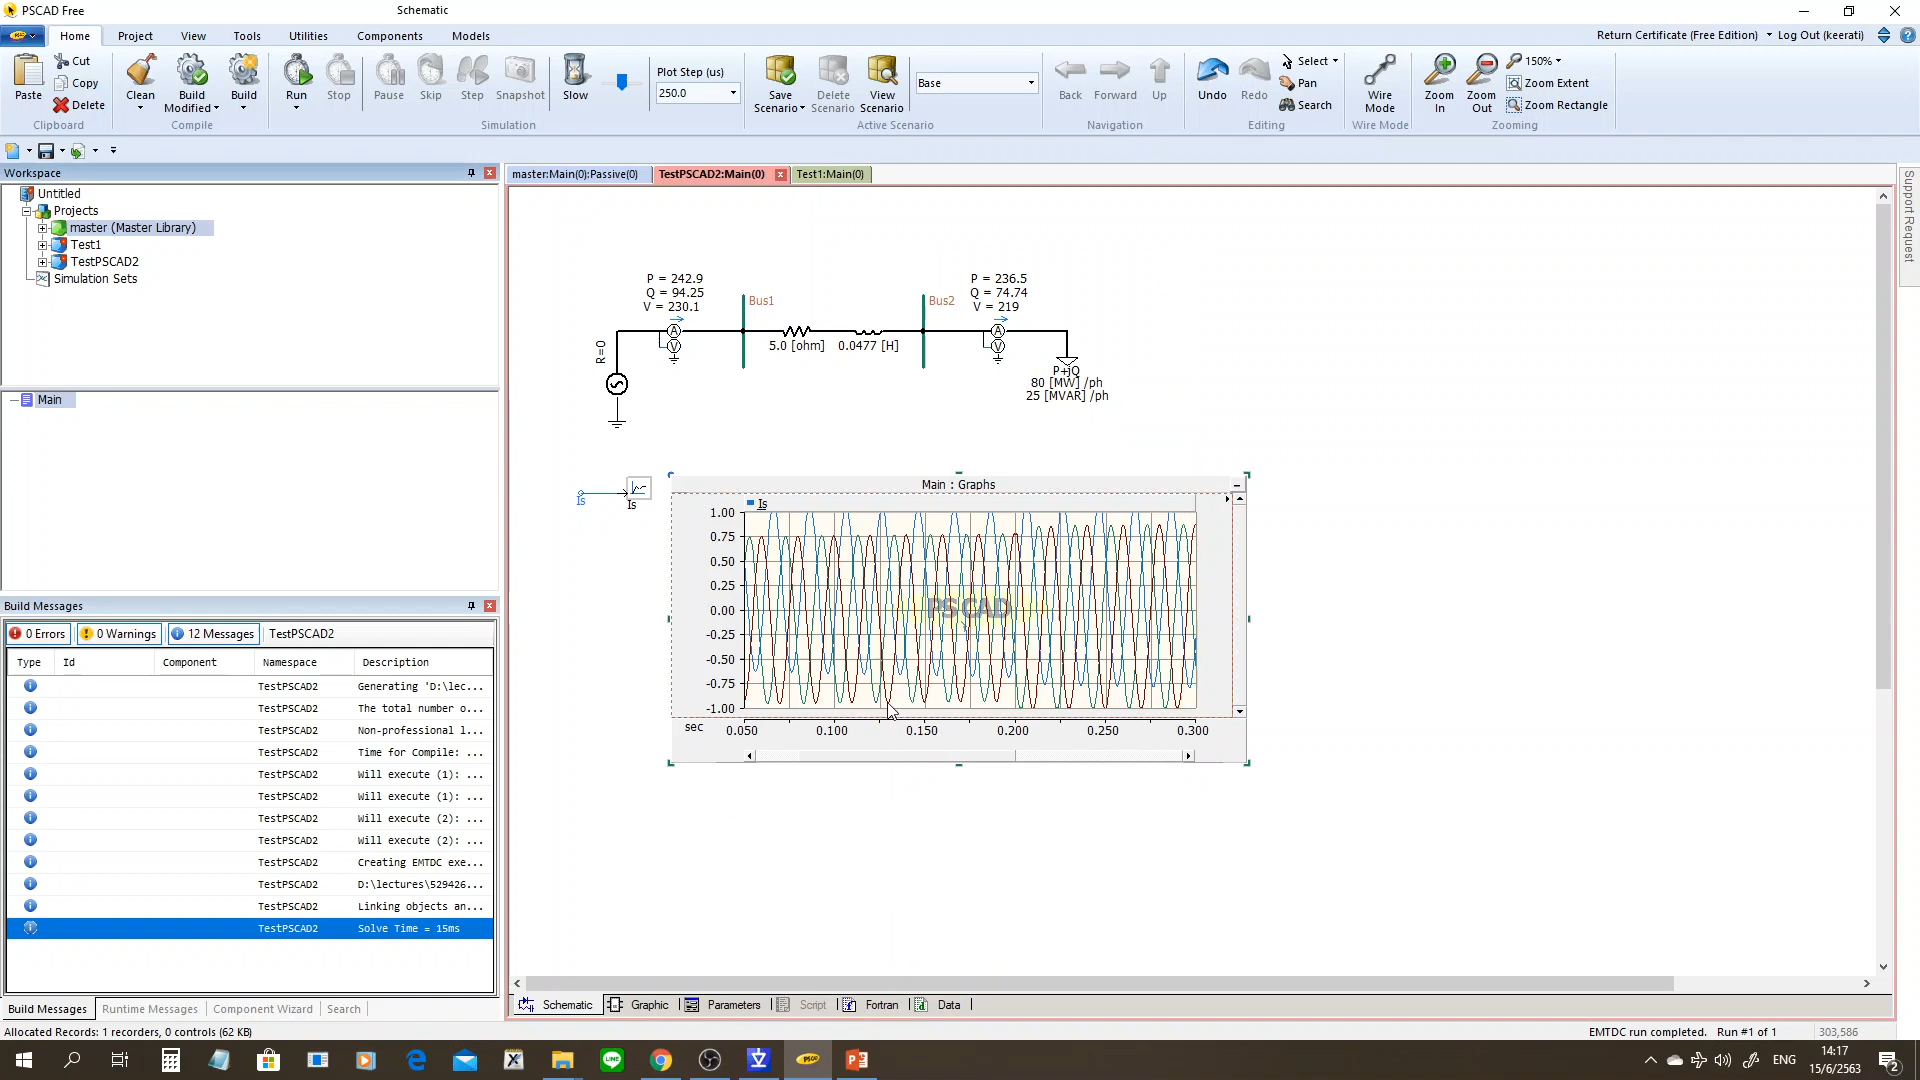 PSCAD Free
Schematic
Home Project View Tools Utilities Components Models
Return Certificate (Free Edition) Log Out (keerati)
Paste Cut Copy Delete
Clipboard
Clean Build Modified Build
Compile
Run Stop Pause Skip Step Snapshot Slow
Plot Step (us)
250.0
Simulation
Save Scenario Delete Scenario View Scenario
Base
Active Scenario
Back Forward Up
Navigation
Undo Redo Select Pan Search
Editing
Wire Mode
Wire Mode
Zoom In Zoom Out 150% Zoom Extent Zoom Rectangle
Zooming
Workspace
Untitled
Projects
master (Master Library)
Test1
TestPSCAD2
Simulation Sets
Main
master:Main(0):Passive(0) TestPSCAD2:Main(0) Test1:Main(0)
Support Request
P = 242.9
Q = 94.25
V = 230.1
P = 236.5
Q = 74.74
V = 219
Bus1
Bus2
A
V
A
V
R=0
5.0 [ohm] 0.0477 [H]
P+jQ
80 [MW] /ph
25 [MVAR] /ph
Is
Is
Main : Graphs
Is
1.00
0.75
0.50
0.25
0.00
-0.25
-0.50
-0.75
-1.00
PSCAD
sec 0.050 0.100 0.150 0.200 0.250 0.300
Build Messages
0 Errors 0 Warnings 12 Messages TestPSCAD2
Type Id Component Namespace Description
TestPSCAD2 Generating 'D:\lec...
TestPSCAD2 The total number o...
TestPSCAD2 Non-professional l...
TestPSCAD2 Time for Compile: ...
TestPSCAD2 Will execute (1): ...
TestPSCAD2 Will execute (1): ...
TestPSCAD2 Will execute (2): ...
TestPSCAD2 Will execute (2): ...
TestPSCAD2 Creating EMTDC exe...
TestPSCAD2 D:\lectures\529426...
TestPSCAD2 Linking objects an...
TestPSCAD2 Solve Time = 15ms
Build Messages Runtime Messages Component Wizard Search
Schematic Graphic Parameters Script Fortran Data
Allocated Records: 1 recorders, 0 controls (62 KB)
EMTDC run completed. Run #1 of 1 303,586
ENG
14:17
15/6/2563
2